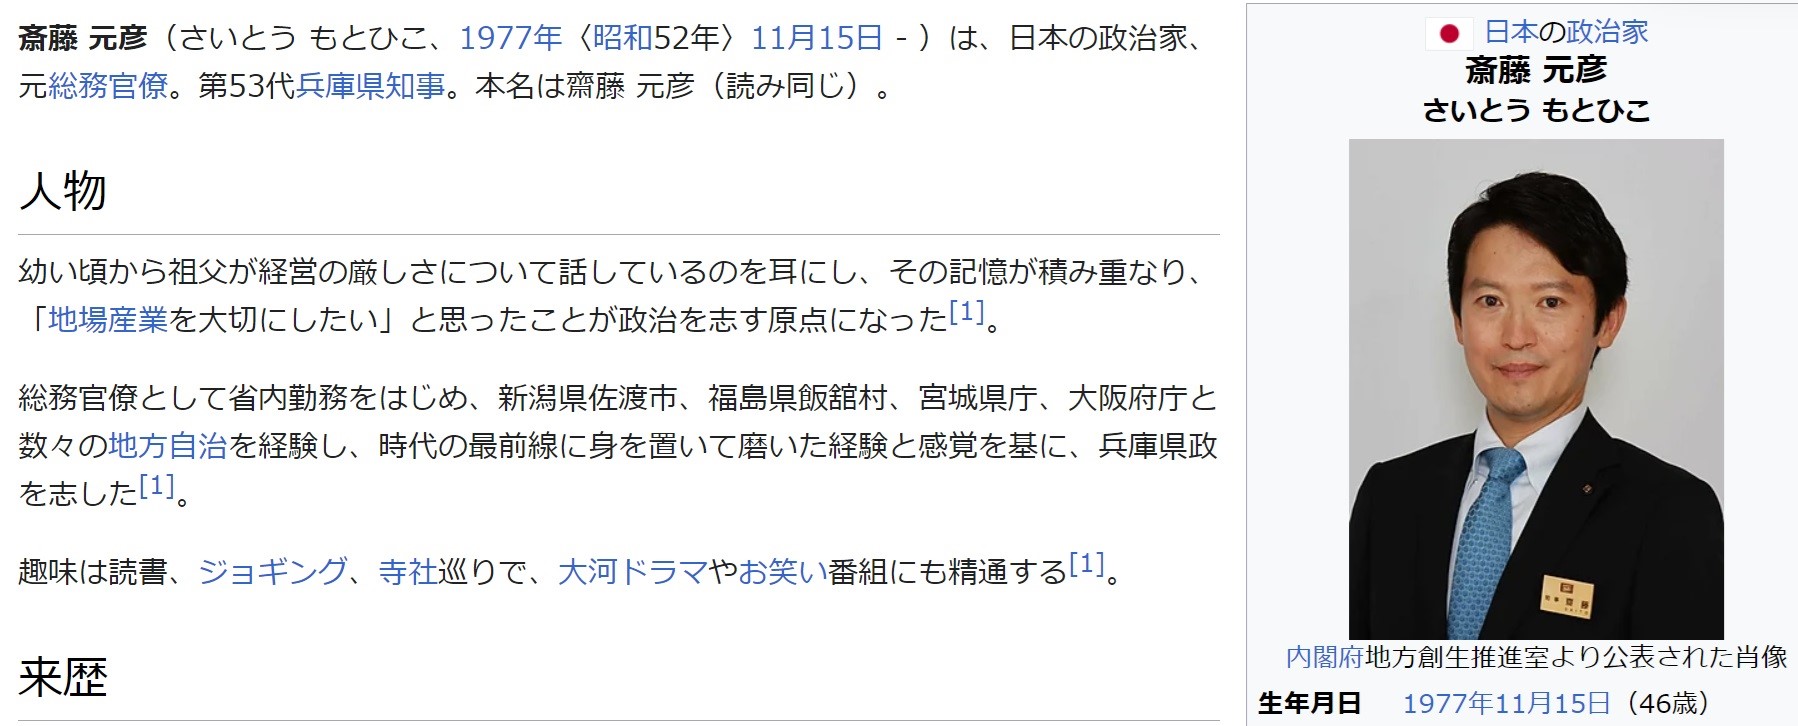 斎藤 元彦（さいとう もとひこ、1977年〈昭和52年〉11月15日 - ）は、日本の政治家、
元総務官僚。第53代兵庫県知事。本名は齋藤 元彦（読み同じ）。
人物
幼い頃から祖父が経営の厳しさについて話しているのを耳にし、その記憶が積み重なり、
「地場産業を大切にしたい」と思ったことが政治を志す原点になった[1]。
総務官僚として省内勤務をはじめ、新潟県佐渡市、福島県飯舘村、宮城県庁、大阪府庁と
数々の地方自治を経験し、時代の最前線に身を置いて磨いた経験と感覚を基に、兵庫県政
を志した[1]。
趣味は読書、ジョギング、寺社巡りで、大河ドラマやお笑い番組にも精通する[1]。
来歴
日本の政治家
斎藤 元彦
さいとう もとひこ
知事 齋藤
SAITO
内閣府地方創生推進室より公表された肖像
生年月日 1977年11月15日（46歳）